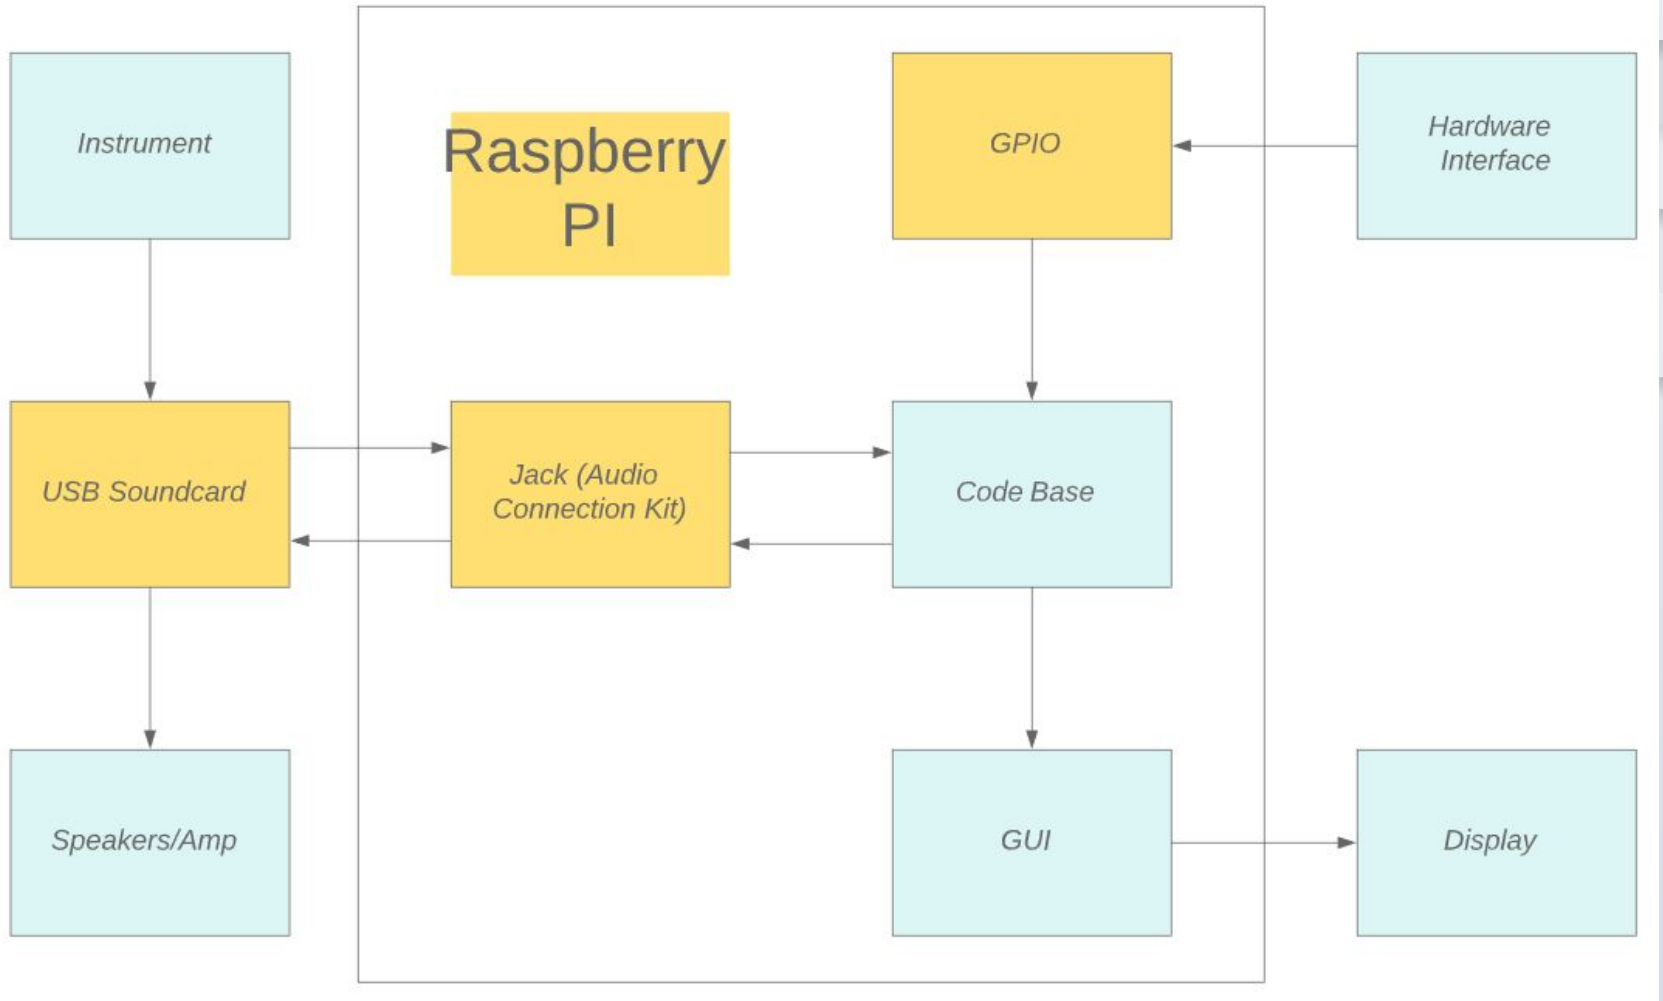 Instrument
Raspberry
PI
GPIO
Hardware
Interface
USB Soundcard
Jack (Audio
Connection Kit)
Code Base
Speakers/Amp
GUI
Display